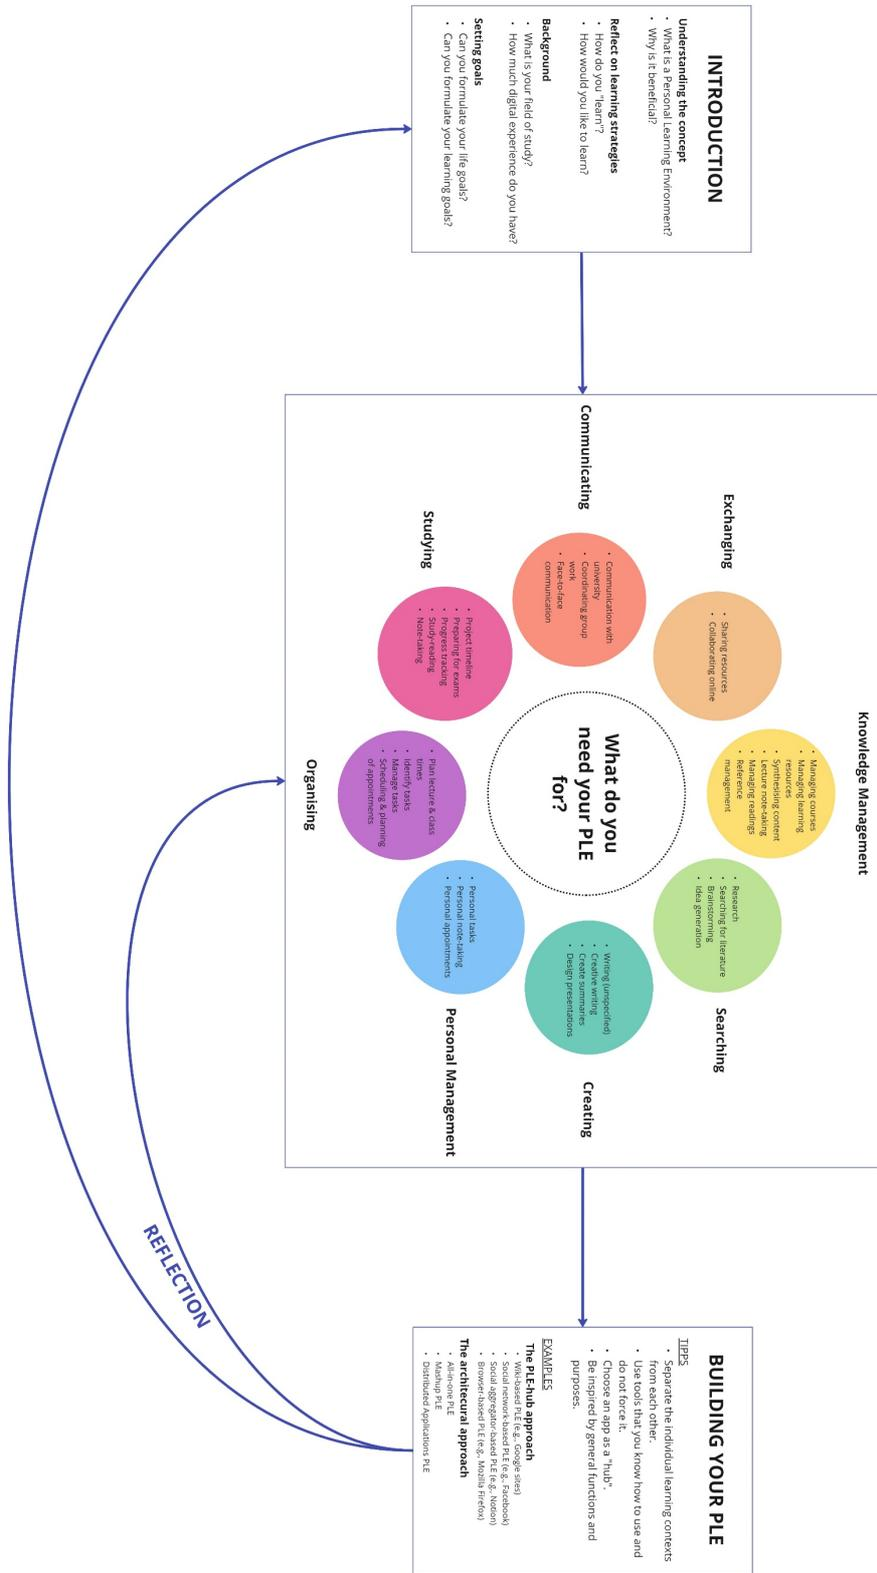 INTRODUCTION
Understanding the concept
• What is a Personal Learning Environment?
• Why is it beneficial?
Reflect on learning strategies
• How do you "learn"?
• How would you like to learn?
Background
• What is your field of study?
• How much digital experience do you have?
Setting goals
• Can you formulate your life goals?
• Can you formulate your learning goals?
Knowledge Management
• Managing courses
• Managing learning
resources
• Synthesising content
• Lecture note-taking
• Managing readings
• Reference
management
Exchanging
• Sharing resources
• Collaborating online
Searching
• Research
• Searching for literature
• Brainstorming
• Idea generation
Communicating
• Communication with
university
• Coordinating group
work
• Face-to-face
communication
What do you
need your PLE
for?
Creating
• Writing (unspecified)
• Creative writing
• Create summaries
• Design presentations
Studying
• Project timeline
• Preparing for exams
• Progress tracking
• Study-reading
• Note-taking
Personal Management
• Personal tasks
• Personal note-taking
• Personal appointments
• Plan lecture & class
times
• Identify tasks
• Manage tasks
• Scheduling & planning
of appointments
Organising
BUILDING YOUR PLE
TIPPS
• Separate the individual learning contexts
from each other.
• Use tools that you know how to use and
do not force it.
• Choose an app as a "hub".
• Be inspired by general functions and
purposes.
EXAMPLES
The PLE-hub approach
• Wiki-based PLE (e.g., Google sites)
• Social network-based PLE (e.g., Facebook)
• Social aggregator-based PLE (e.g., Notion)
• Browser-based PLE (e.g., Mozilla Firefox)
The architecural approach
• All-in-one PLE
• Mashup PLE
• Distributed Applications PLE
REFLECTION